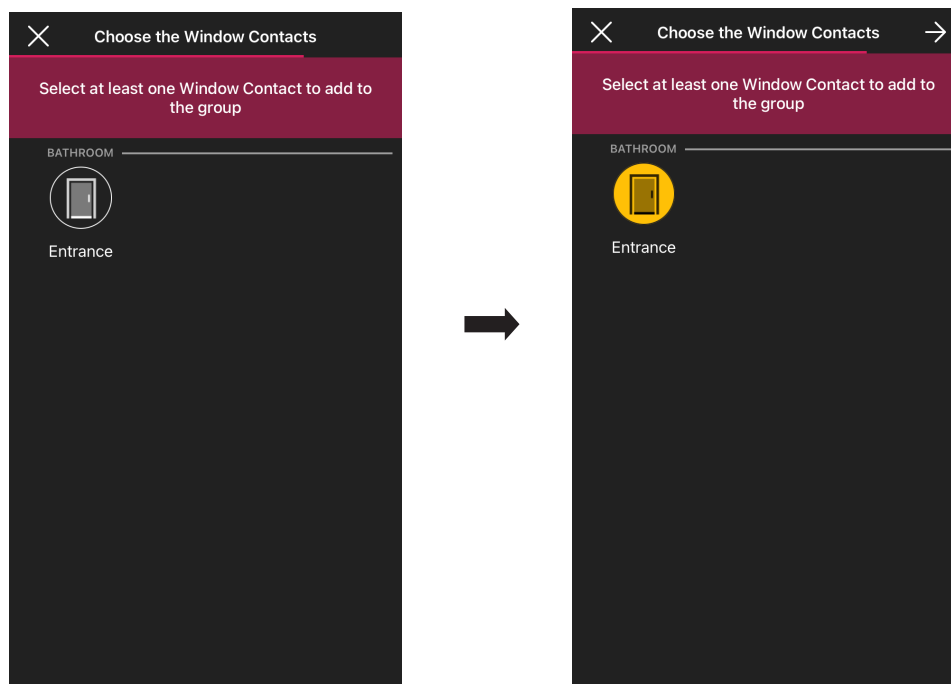 Choose the Window Contacts
Select at least one Window Contact to add to
the group
BATHROOM
Entrance
Choose the Window Contacts
Select at least one Window Contact to add to
the group
BATHROOM
Entrance